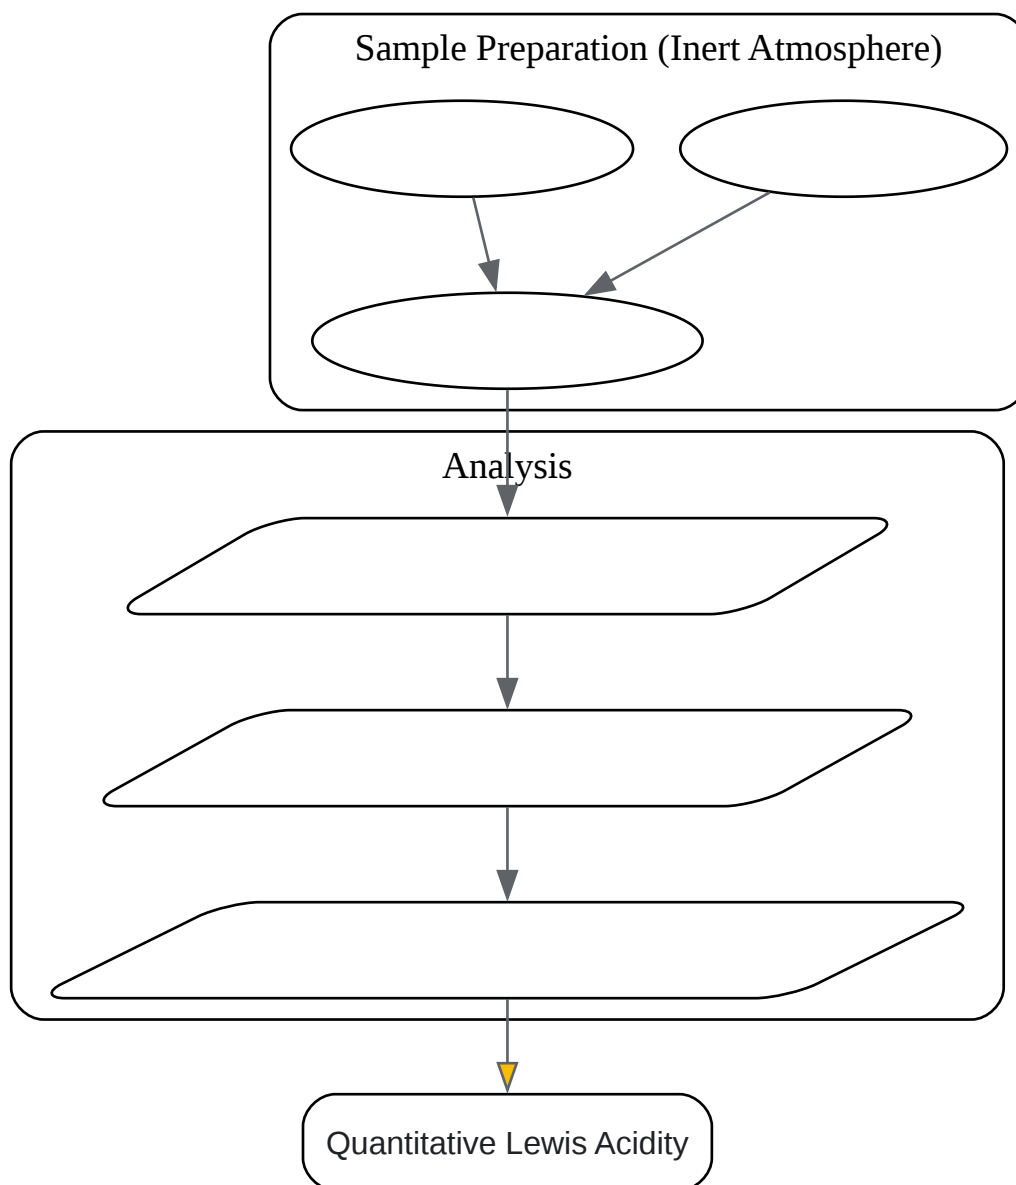 Sample Preparation (Inert Atmosphere)
Analysis
Quantitative Lewis Acidity